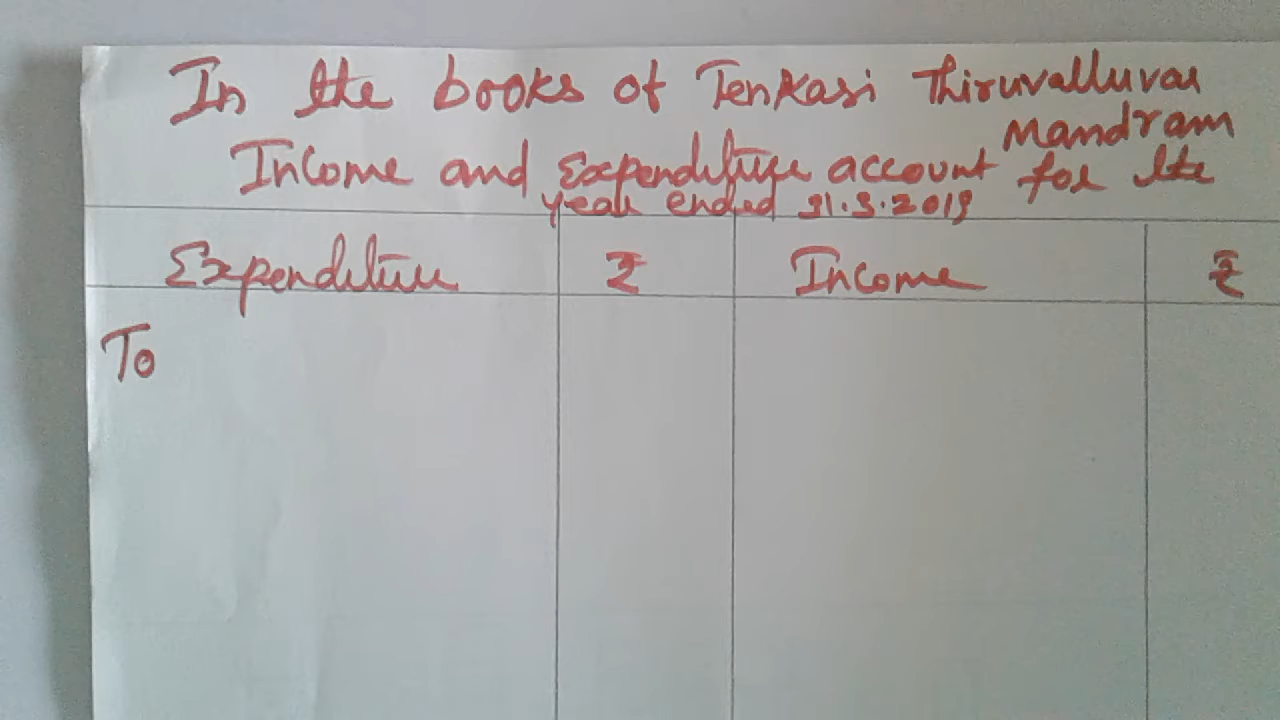 In the books of Tenkasi Thiruvalluvar
Mandram
Income and Expenditure account for the
year ended 31.3.2019
Expenditure ₹ Income ₹
To